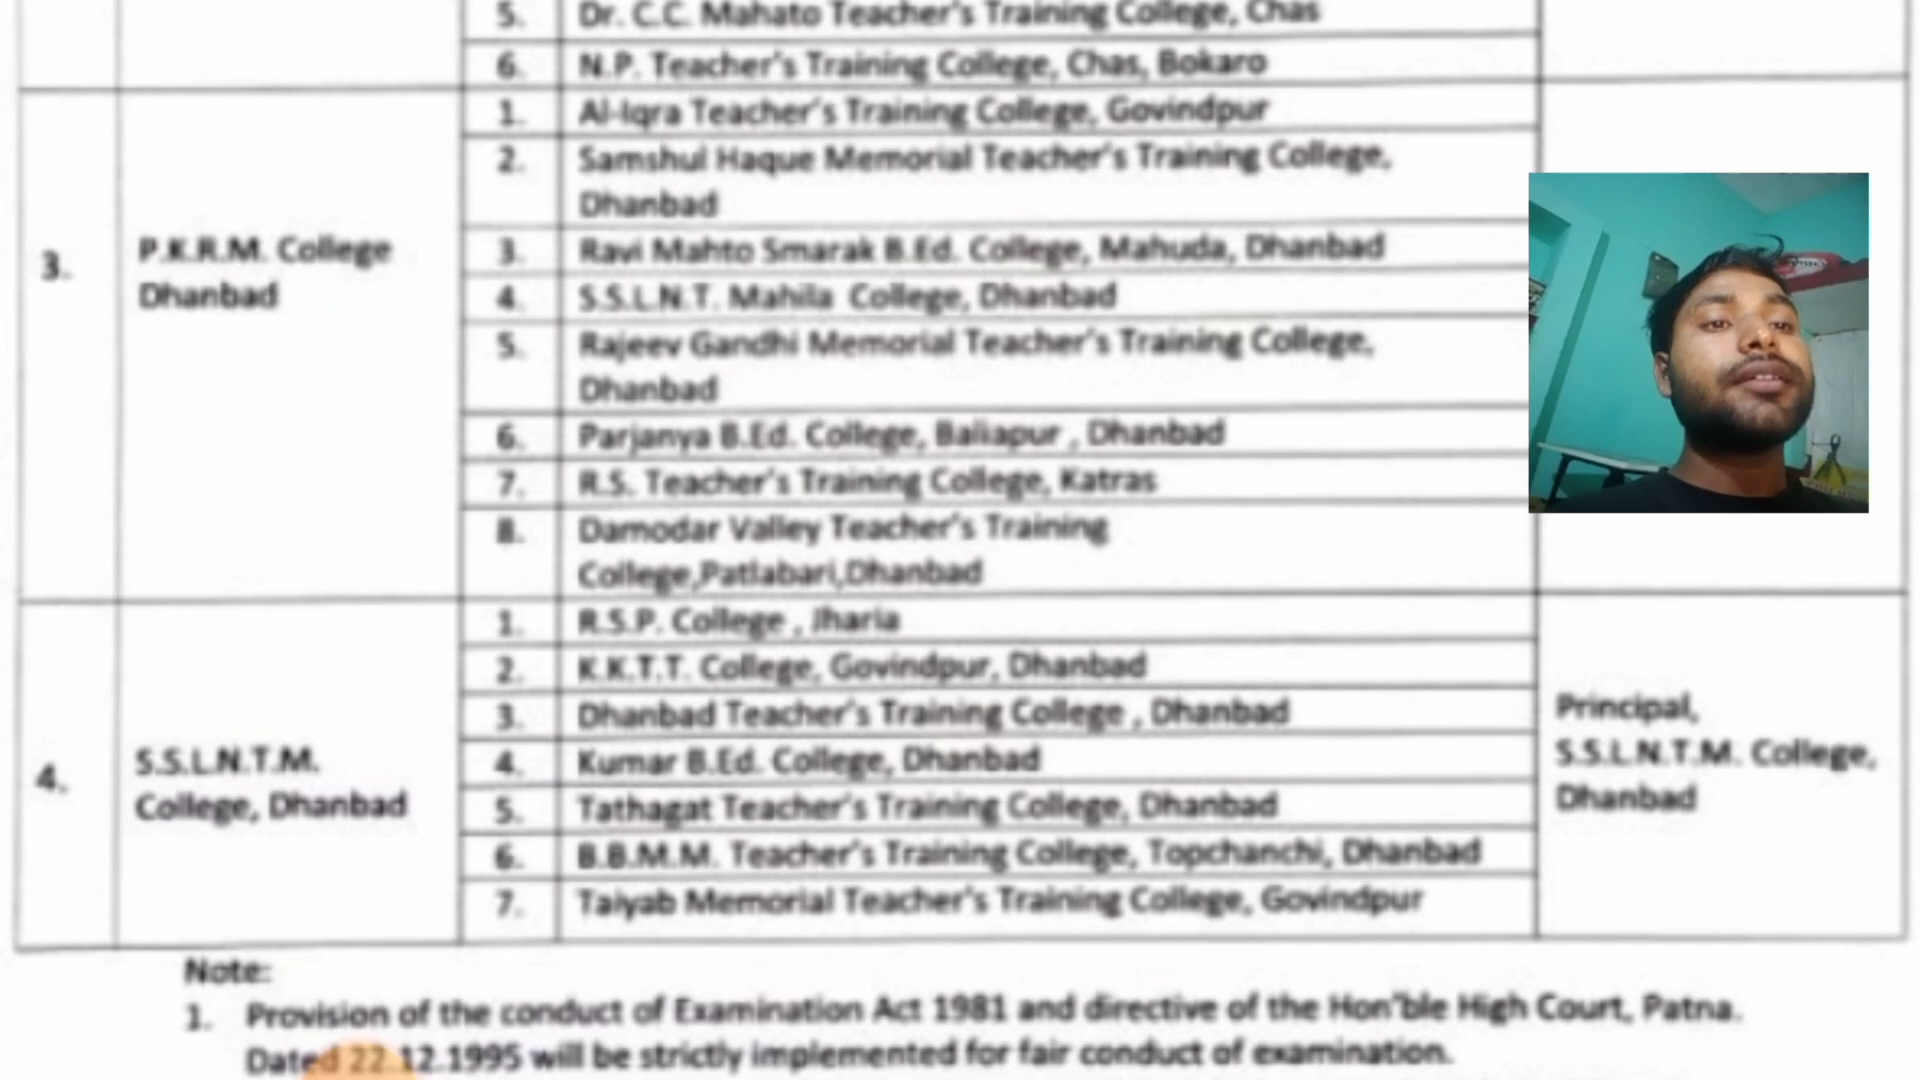 5. Dr. C.C. Mahato Teacher's Training College, Chas
6. N.P. Teacher's Training College, Chas, Bokaro
3. P.K.R.M. College
Dhanbad
1. Al-Iqra Teacher's Training College, Govindpur
2. Samshul Haque Memorial Teacher's Training College,
Dhanbad
3. Ravi Mahto Smarak B.Ed. College, Mahuda, Dhanbad
4. S.S.L.N.T. Mahila College, Dhanbad
5. Rajeev Gandhi Memorial Teacher's Training College,
Dhanbad
6. Parjanya B.Ed. College, Baliapur , Dhanbad
7. R.S. Teacher's Training College, Katras
8. Damodar Valley Teacher's Training
College,Patlabari,Dhanbad
4. S.S.L.N.T.M.
College, Dhanbad
1. R.S.P. College , Jharia
2. K.K.T.T. College, Govindpur, Dhanbad
3. Dhanbad Teacher's Training College , Dhanbad
4. Kumar B.Ed. College, Dhanbad
5. Tathagat Teacher's Training College, Dhanbad
6. B.B.M.M. Teacher's Training College, Topchanchi, Dhanbad
7. Taiyab Memorial Teacher's Training College, Govindpur
Principal,
S.S.L.N.T.M. College,
Dhanbad
Note:
1. Provision of the conduct of Examination Act 1981 and directive of the Hon'ble High Court, Patna.
Dated 22.12.1995 will be strictly implemented for fair conduct of examination.